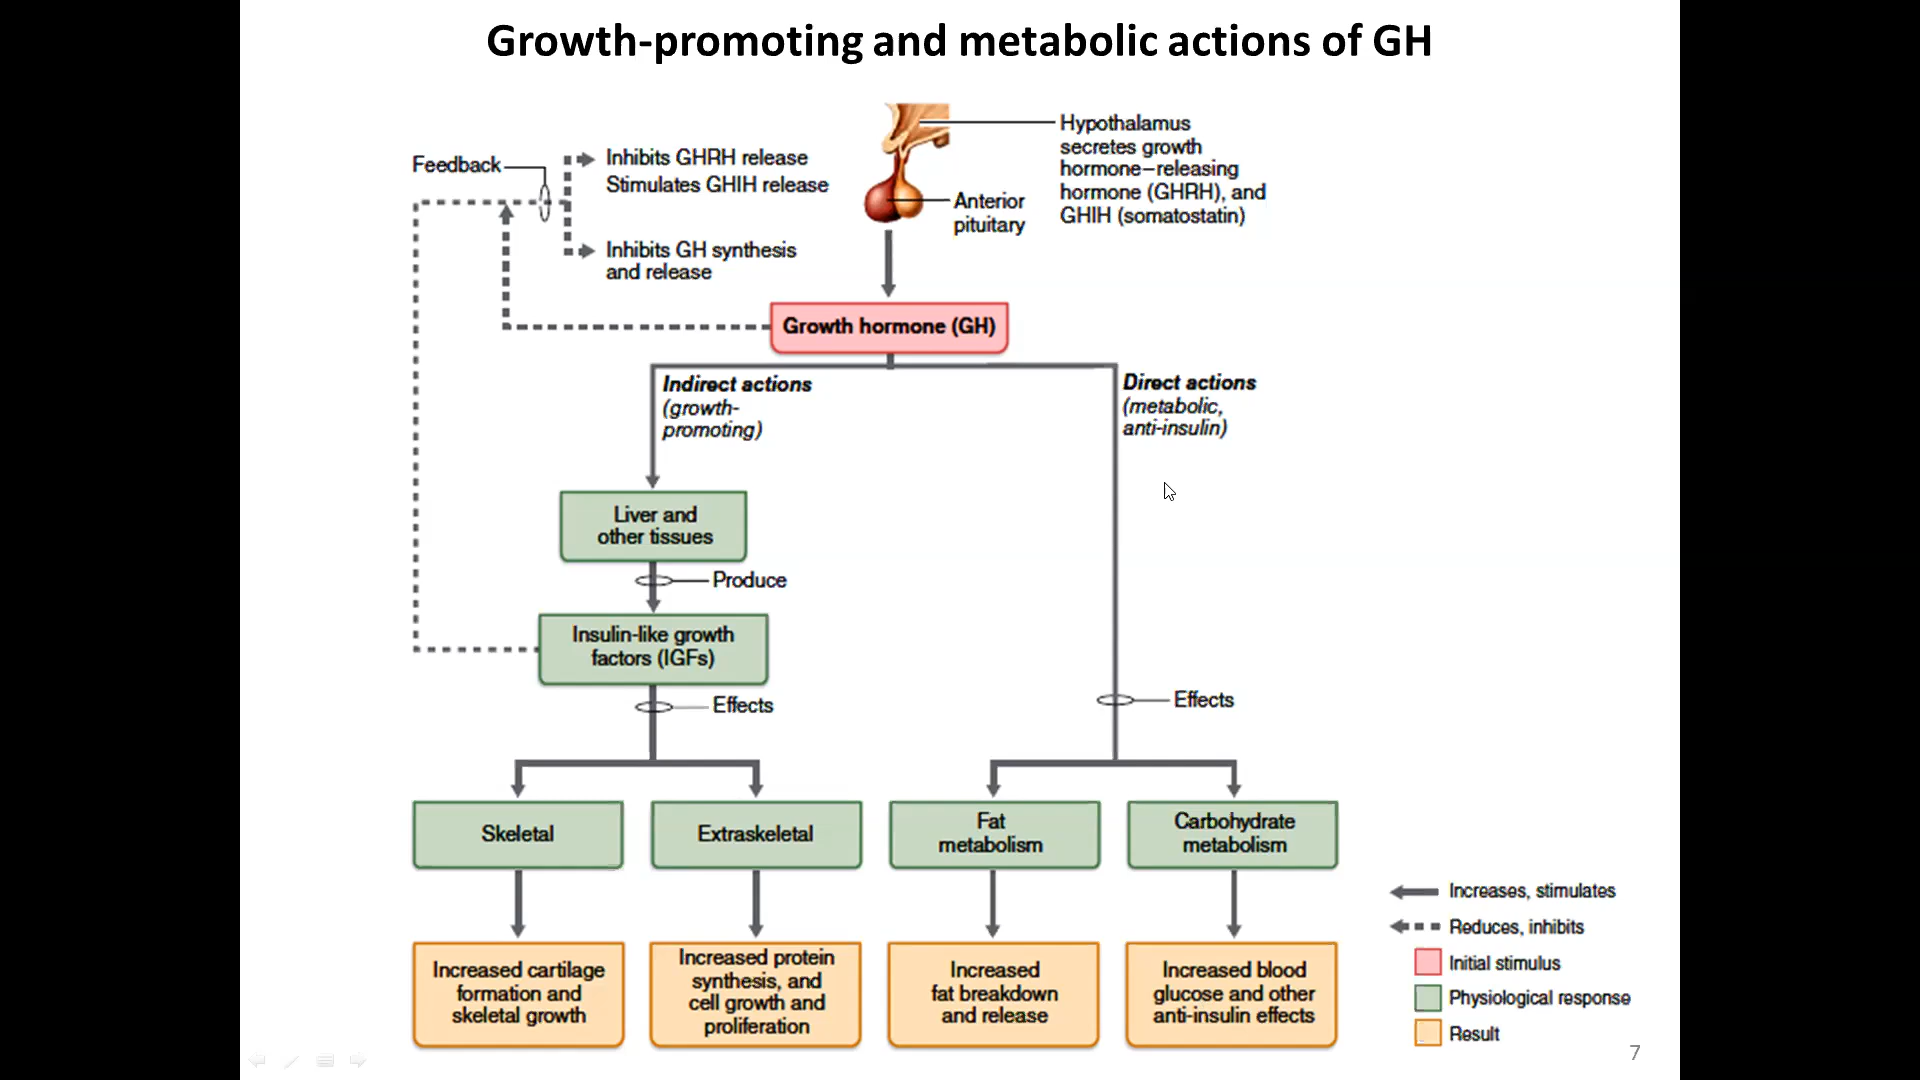 Growth-promoting and metabolic actions of GH
Feedback
Inhibits GHRH release
Stimulates GHIH release
Inhibits GH synthesis
and release
Hypothalamus
secretes growth
hormone–releasing
hormone (GHRH), and
GHIH (somatostatin)
Anterior
pituitary
Growth hormone (GH)
Indirect actions
(growth-
promoting)
Direct actions
(metabolic,
anti-insulin)
Liver and
other tissues
Produce
Insulin-like growth
factors (IGFs)
Effects
Effects
Skeletal
Extraskeletal
Fat
metabolism
Carbohydrate
metabolism
Increased cartilage
formation and
skeletal growth
Increased protein
synthesis, and
cell growth and
proliferation
Increased
fat breakdown
and release
Increased blood
glucose and other
anti-insulin effects
Increases, stimulates
Reduces, inhibits
Initial stimulus
Physiological response
Result
7